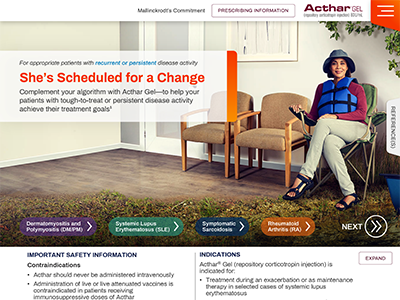 Mallinckrodt's Commitment
PRESCRIBING INFORMATION
Acthar GEL
(repository corticotropin injection) 80 U/mL
For appropriate patients with recurrent or persistent disease activity
She's Scheduled for a Change
Complement your algorithm with Acthar Gel—to help your
patients with tough-to-treat or persistent disease activity
achieve their treatment goals¹
REFERENCE(S)
Dermatomyositis and
Polymyositis (DM/PM)
Systemic Lupus
Erythematosus (SLE)
Symptomatic
Sarcoidosis
Rheumatoid
Arthritis (RA)
NEXT
IMPORTANT SAFETY INFORMATION
Contraindications
• Acthar should never be administered intravenously
• Administration of live or live attenuated vaccines is
contraindicated in patients receiving
immunosuppressive doses of Acthar
INDICATIONS
EXPAND
Acthar® Gel (repository corticotropin injection) is
indicated for:
• Treatment during an exacerbation or as maintenance
therapy in selected cases of systemic lupus
erythematosus